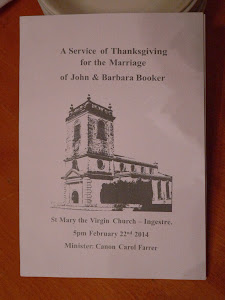 A Service of Thanksgiving
for the Marriage
of John & Barbara Booker
St Mary the Virgin Church – Ingestre.
5pm February 22nd 2014
Minister: Canon Carol Farrer